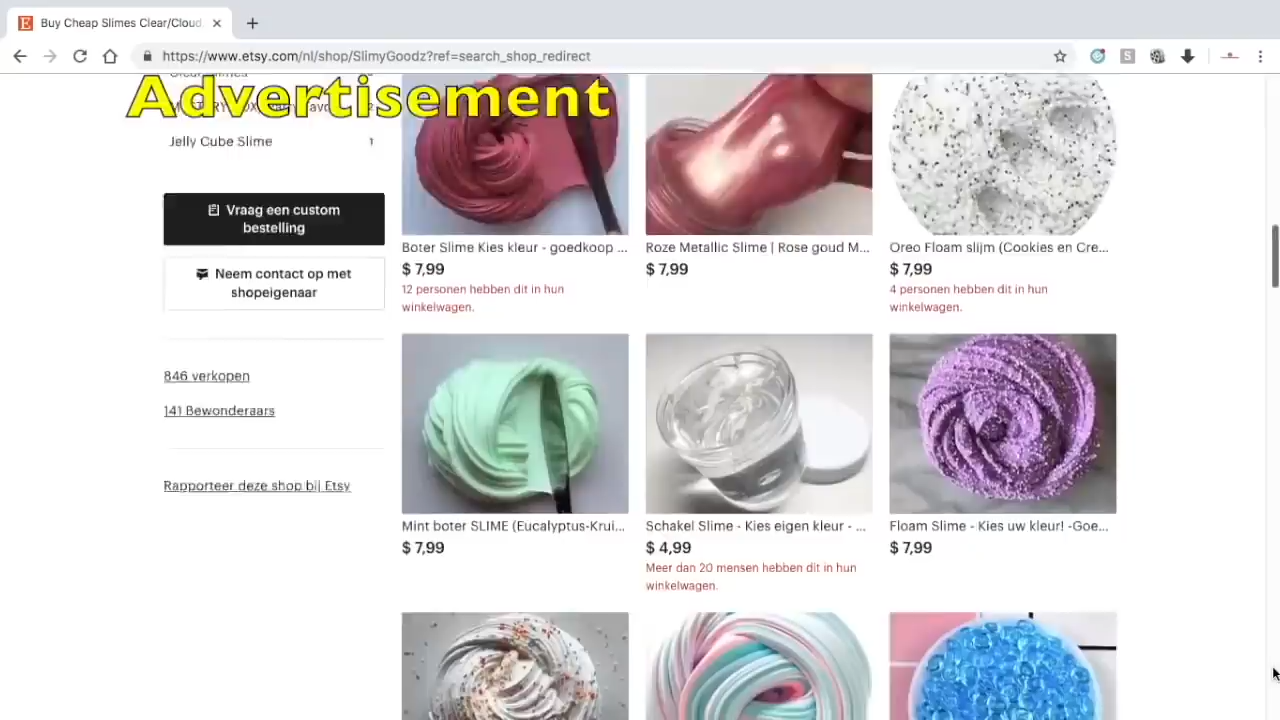 Buy Cheap Slimes Clear/Cloud
https://www.etsy.com/nl/shop/SlimyGoodz?ref=search_shop_redirect
Advertisement
Jelly Cube Slime 1
Vraag een custom
bestelling
Neem contact op met
shopeigenaar
846 verkopen
141 Bewonderaars
Rapporteer deze shop bij Etsy
Boter Slime Kies kleur - goedkoop ...
$ 7,99
12 personen hebben dit in hun
winkelwagen.
Roze Metallic Slime | Rose goud M...
$ 7,99
Oreo Floam slijm (Cookies en Cre...
$ 7,99
4 personen hebben dit in hun
winkelwagen.
Mint boter SLIME (Eucalyptus-Krui...
$ 7,99
Schakel Slime - Kies eigen kleur - ...
$ 4,99
Meer dan 20 mensen hebben dit in hun
winkelwagen.
Floam Slime - Kies uw kleur! -Goe...
$ 7,99